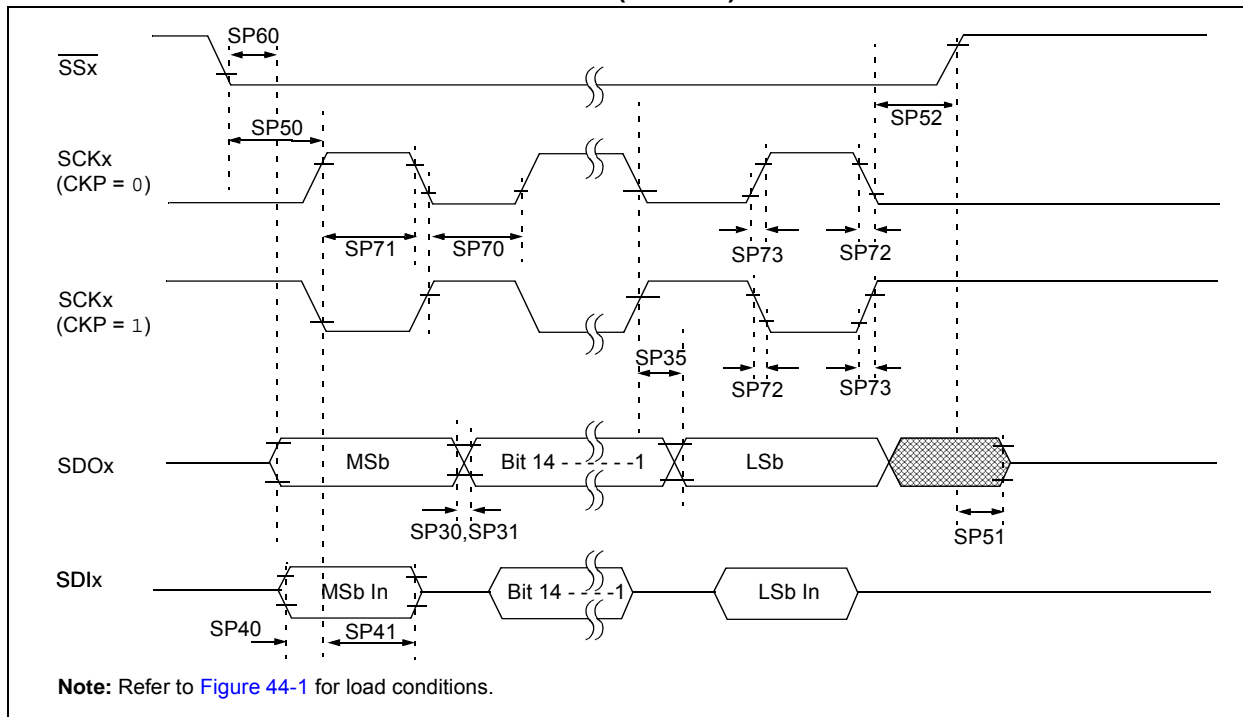 SP60
SSx
SP50
SP52
SCKx
(CKP = 0)
SP71
SP70
SP73
SP72
SCKx
(CKP = 1)
SP35
SP72
SP73
SDOx
MSb
Bit 14 - - - - - -1
LSb
SP30,SP31
SP51
SDIx
MSb In
Bit 14 - - - -1
LSb In
SP40
SP41
Note: Refer to Figure 44-1 for load conditions.